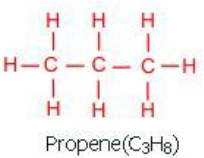 H H H
H-C-C-C-H
H H H
Propene(C₃H₈)